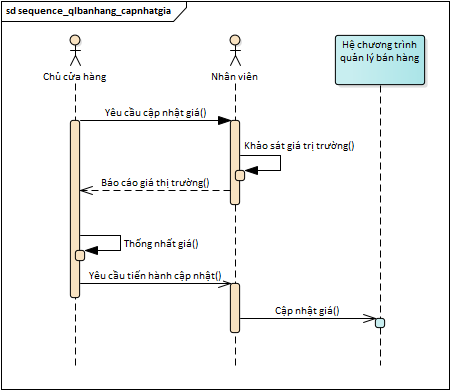 sd sequence_qlbanhang_capnhatgia
Chủ cửa hàng
Nhân viên
Hệ chương trình
quản lý bán hàng
Yêu cầu cập nhật giá()
Khảo sát giá trị trường()
Báo cáo giá thị trường()
Thống nhất giá()
Yêu cầu tiến hành cập nhật()
Cập nhật giá()